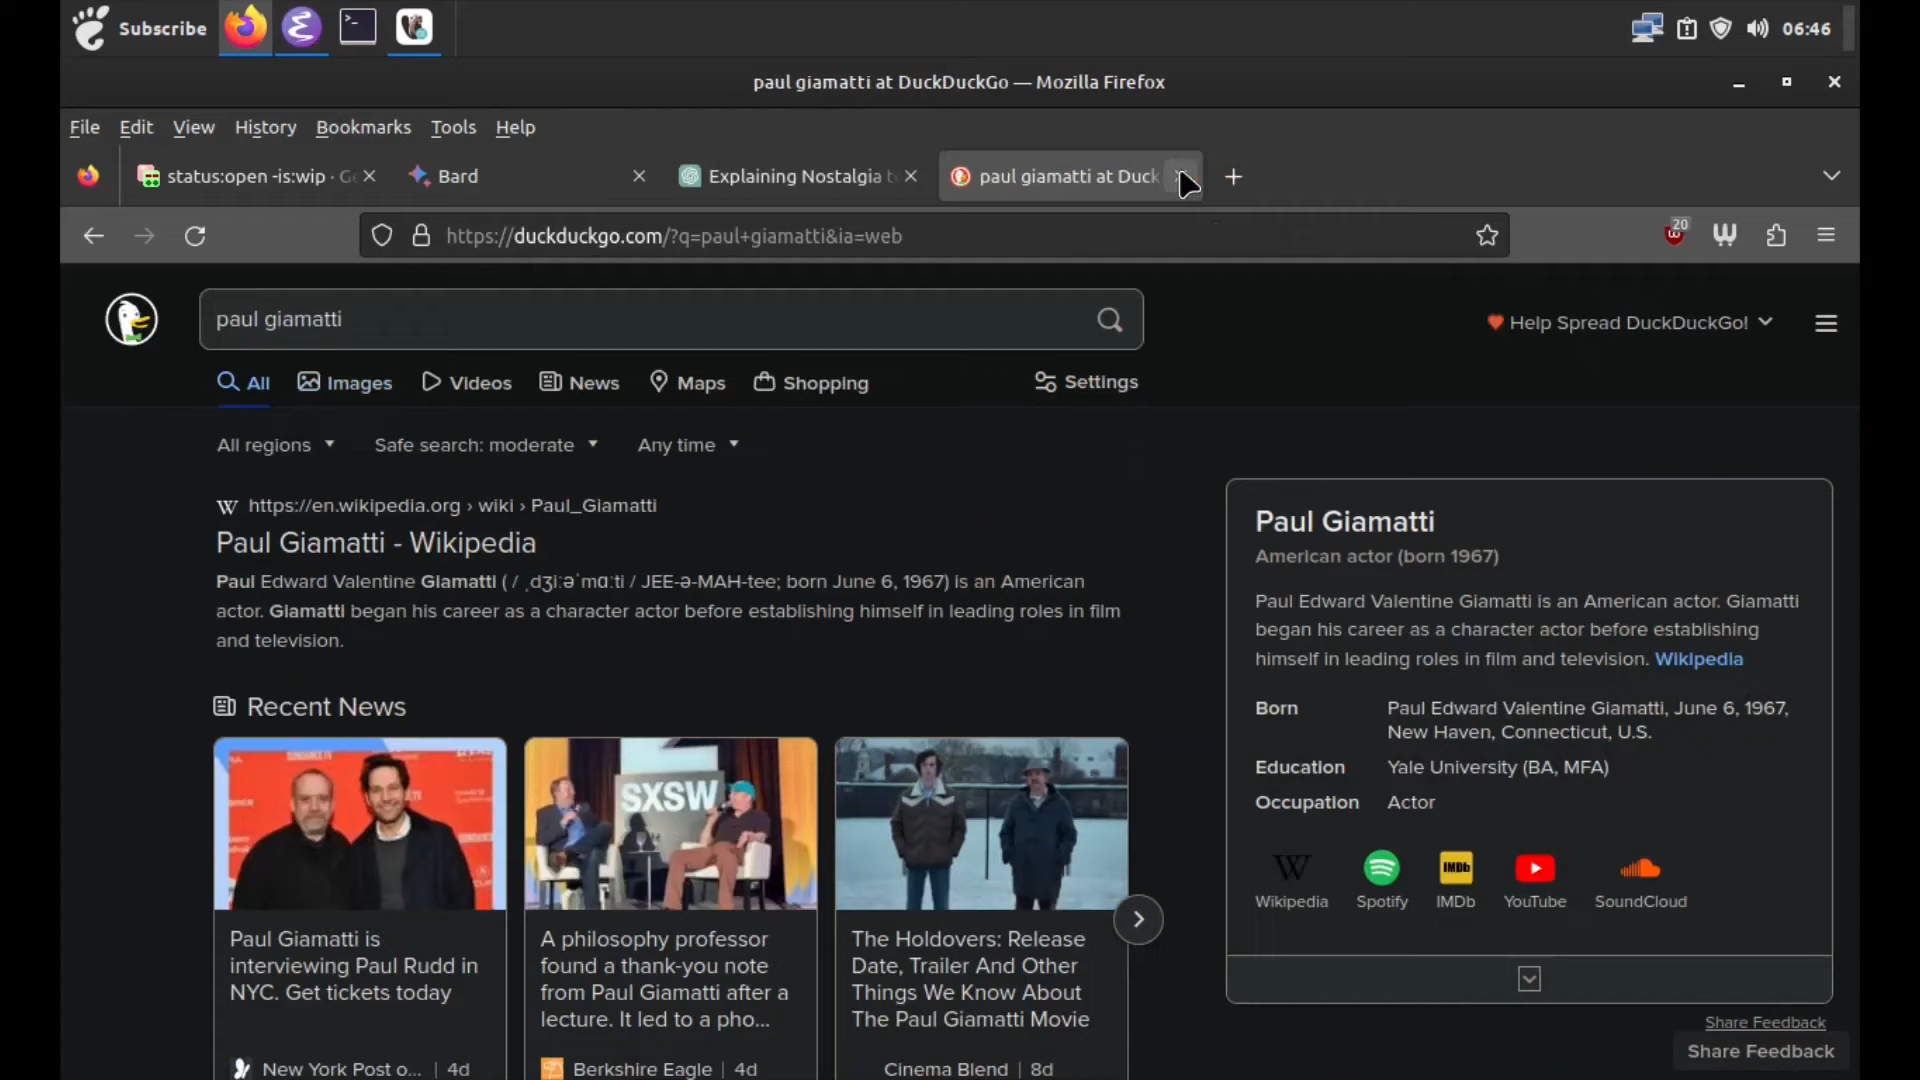 Subscribe
06:46
paul giamatti at DuckDuckGo — Mozilla Firefox
File Edit View History Bookmarks Tools Help
status:open -is:wip · Ge
Bard
Explaining Nostalgia t
paul giamatti at Duck
https://duckduckgo.com/?q=paul+giamatti&ia=web
20
paul giamatti
Help Spread DuckDuckGo!
All Images Videos News Maps Shopping Settings
All regions Safe search: moderate Any time
https://en.wikipedia.org › wiki › Paul_Giamatti
Paul Giamatti - Wikipedia
Paul Edward Valentine Giamatti ( / ˌdʒiːəˈmɑːti / JEE-ə-MAH-tee; born June 6, 1967) is an American
actor. Giamatti began his career as a character actor before establishing himself in leading roles in film
and television.
Recent News
SUNDANCE
SXSW
Paul Giamatti is
interviewing Paul Rudd in
NYC. Get tickets today
New York Post o... | 4d
A philosophy professor
found a thank-you note
from Paul Giamatti after a
lecture. It led to a pho...
Berkshire Eagle | 4d
The Holdovers: Release
Date, Trailer And Other
Things We Know About
The Paul Giamatti Movie
Cinema Blend | 8d
Paul Giamatti
American actor (born 1967)
Paul Edward Valentine Giamatti is an American actor. Giamatti
began his career as a character actor before establishing
himself in leading roles in film and television. Wikipedia
Born Paul Edward Valentine Giamatti, June 6, 1967,
New Haven, Connecticut, U.S.
Education Yale University (BA, MFA)
Occupation Actor
IMDb
Wikipedia Spotify IMDb YouTube SoundCloud
Share Feedback
Share Feedback